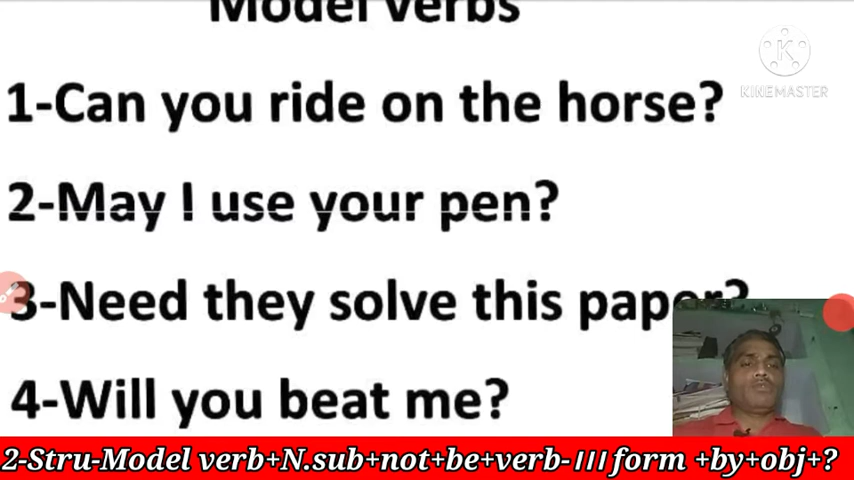 Model verbs
KINEMASTER
1-Can you ride on the horse?
2-May I use your pen?
3-Need they solve this paper?
4-Will you beat me?
2-Stru-Model verb+N.sub+not+be+verb-III form +by+obj+?